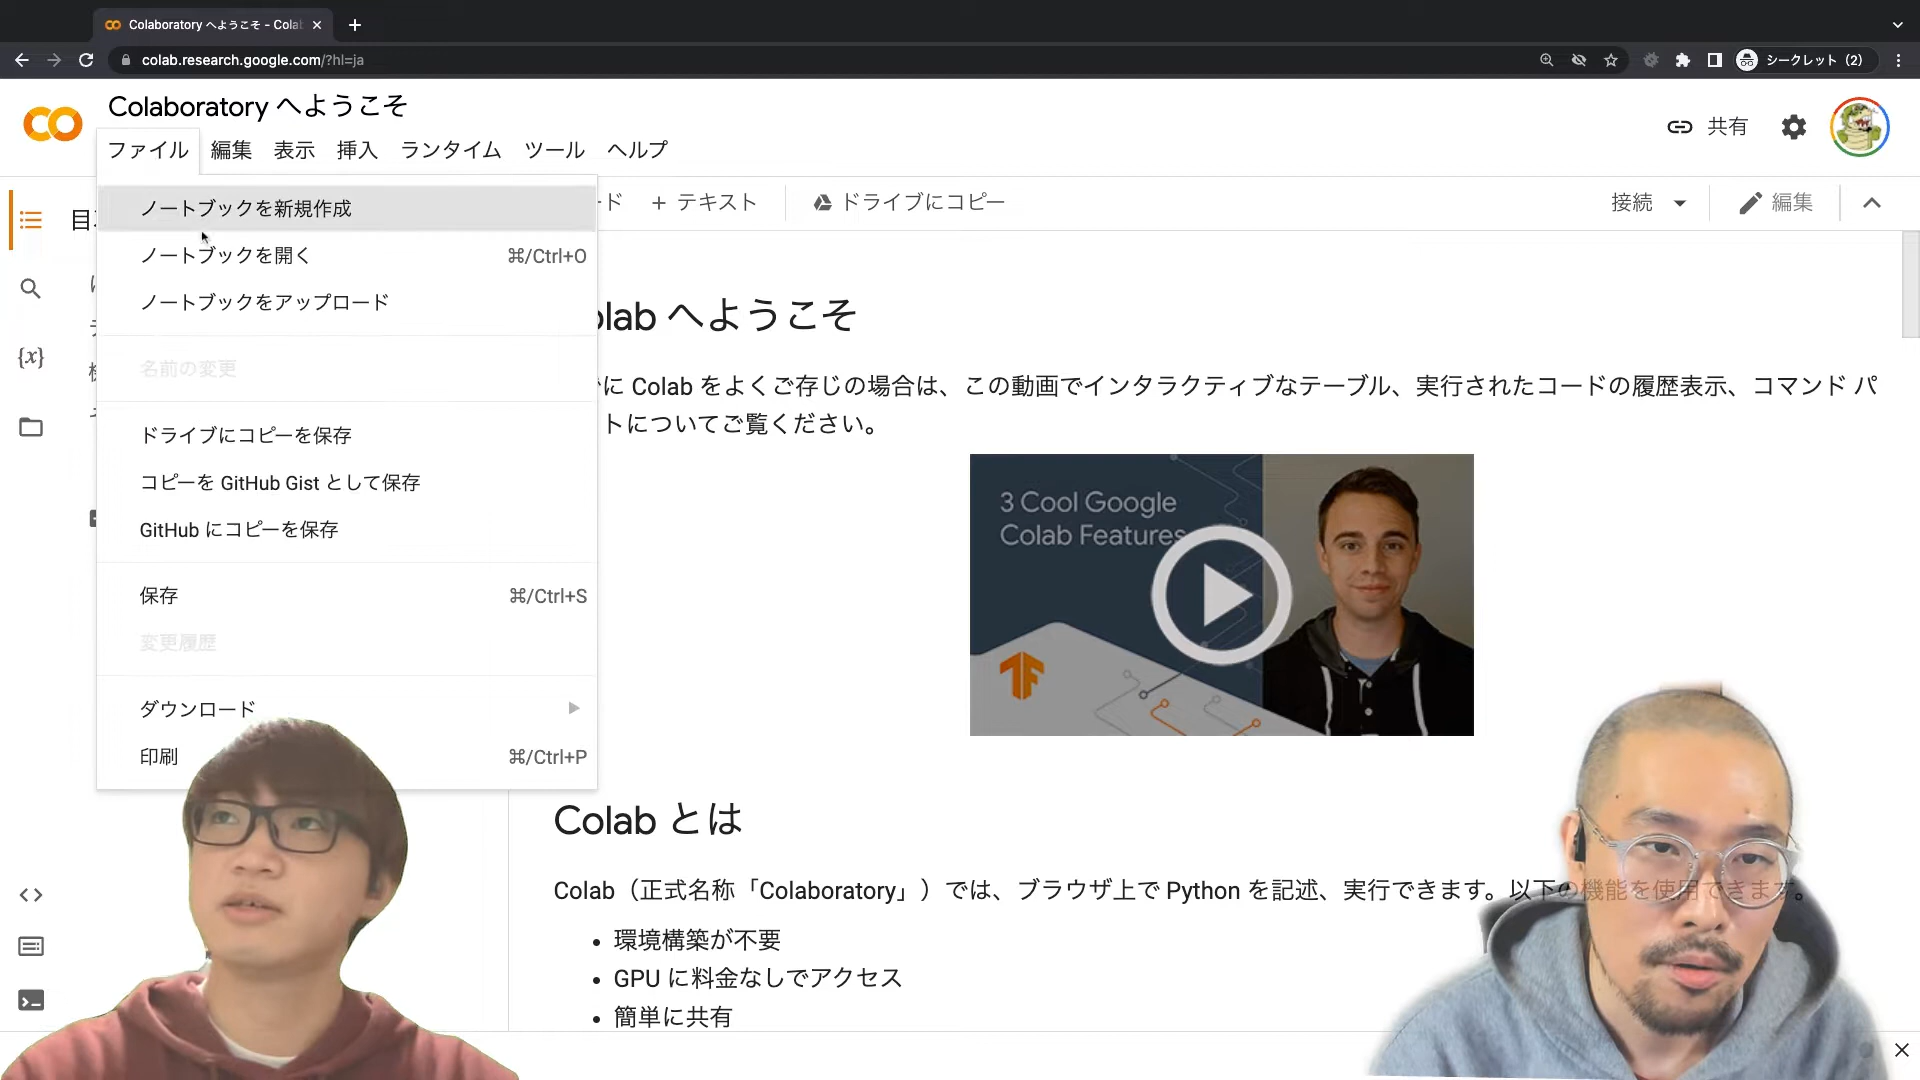 Colaboratory へようこそ - Cola
colab.research.google.com/?hl=ja
シークレット（2）
Colaboratory へようこそ
共有
ファイル 編集 表示 挿入 ランタイム ツール ヘルプ
ド + テキスト ドライブにコピー
接続 編集
目
ノートブックを新規作成
ノートブックを開く ⌘/Ctrl+O
ノートブックをアップロード
名前の変更
ドライブにコピーを保存
コピーを GitHub Gist として保存
GitHub にコピーを保存
保存 ⌘/Ctrl+S
変更履歴
ダウンロード
印刷 ⌘/Ctrl+P
{x}
olab へようこそ
に Colab をよくご存じの場合は、この動画でインタラクティブなテーブル、実行されたコードの履歴表示、コマンド パ
トについてご覧ください。
3 Cool Google
Colab Features
Colab とは
Colab（正式名称「Colaboratory」）では、ブラウザ上で Python を記述、実行できます。以下の機能を使用できます。
• 環境構築が不要
• GPU に料金なしでアクセス
• 簡単に共有